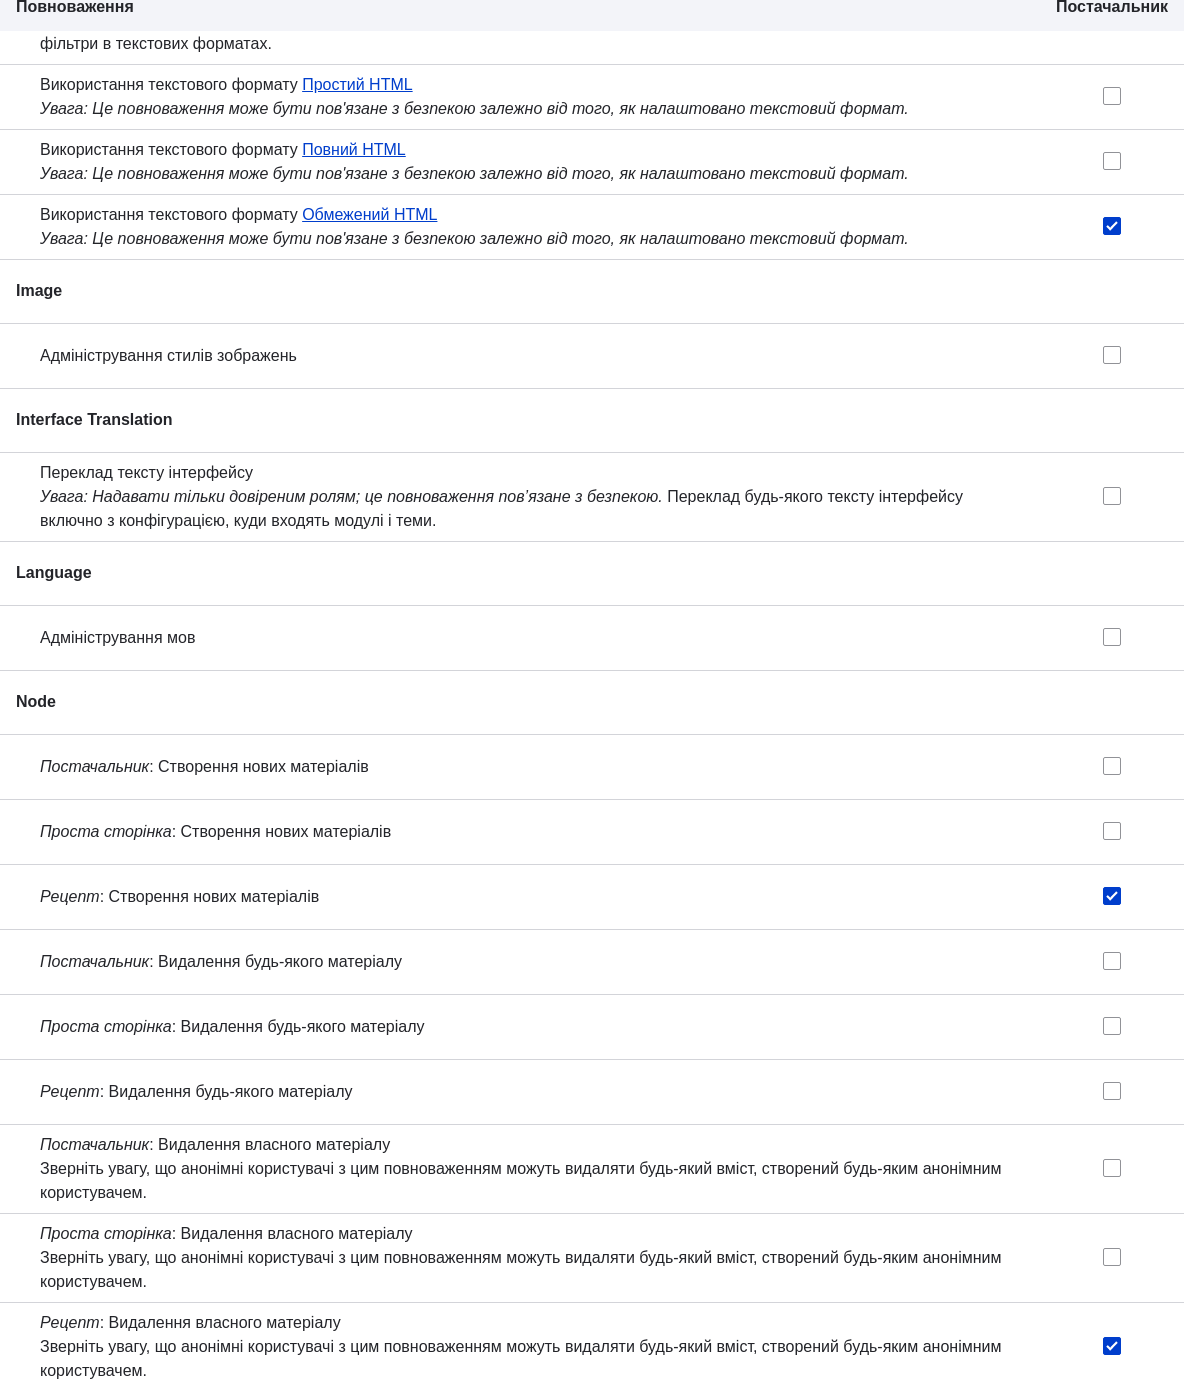 Повноваження Постачальник
фільтри в текстових форматах.
Використання текстового формату Простий HTML
Увага: Це повноваження може бути пов'язане з безпекою залежно від того, як налаштовано текстовий формат.
Використання текстового формату Повний HTML
Увага: Це повноваження може бути пов'язане з безпекою залежно від того, як налаштовано текстовий формат.
Використання текстового формату Обмежений HTML
Увага: Це повноваження може бути пов'язане з безпекою залежно від того, як налаштовано текстовий формат.
Image
Адміністрування стилів зображень
Interface Translation
Переклад тексту інтерфейсу
Увага: Надавати тільки довіреним ролям; це повноваження пов’язане з безпекою. Переклад будь-якого тексту інтерфейсу
включно з конфігурацією, куди входять модулі і теми.
Language
Адміністрування мов
Node
Постачальник: Створення нових матеріалів
Проста сторінка: Створення нових матеріалів
Рецепт: Створення нових матеріалів
Постачальник: Видалення будь-якого матеріалу
Проста сторінка: Видалення будь-якого матеріалу
Рецепт: Видалення будь-якого матеріалу
Постачальник: Видалення власного матеріалу
Зверніть увагу, що анонімні користувачі з цим повноваженням можуть видаляти будь-який вміст, створений будь-яким анонімним
користувачем.
Проста сторінка: Видалення власного матеріалу
Зверніть увагу, що анонімні користувачі з цим повноваженням можуть видаляти будь-який вміст, створений будь-яким анонімним
користувачем.
Рецепт: Видалення власного матеріалу
Зверніть увагу, що анонімні користувачі з цим повноваженням можуть видаляти будь-який вміст, створений будь-яким анонімним
користувачем.